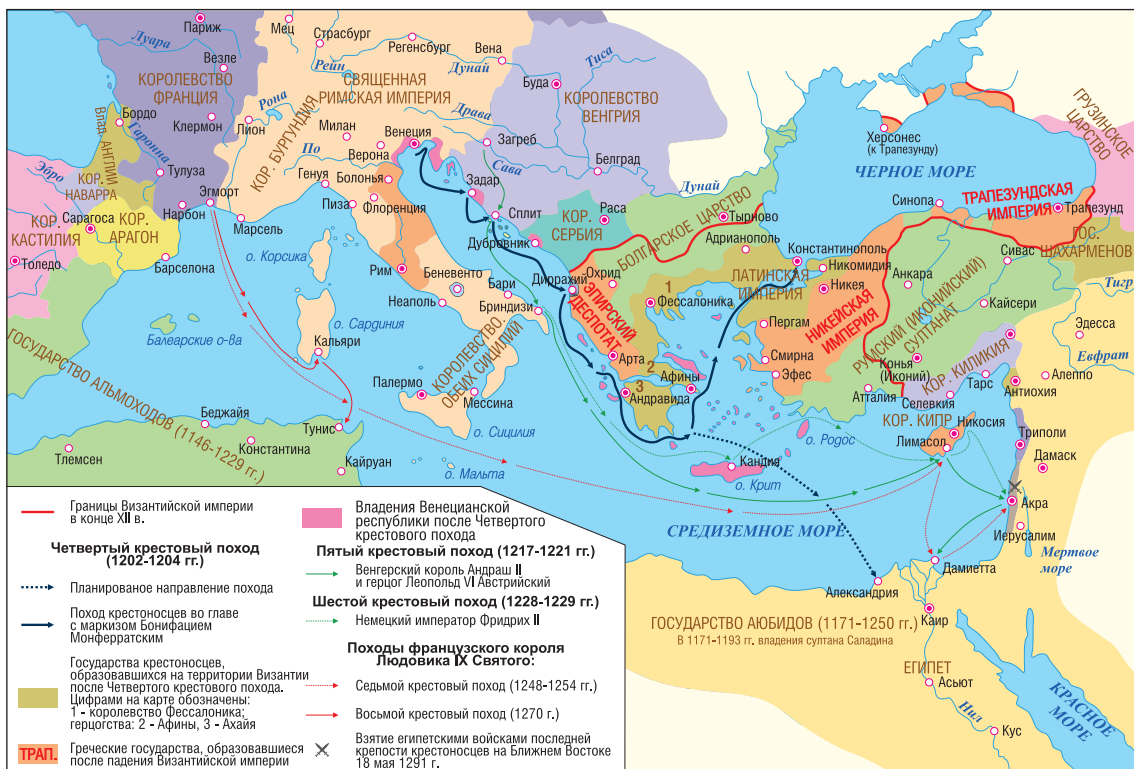 Париж
Мец
Страсбург
Регенсбург
Вена
Луара
Везле
Рейн
Дунай
Тиса
Буда
КОРОЛЕВСТВО
ФРАНЦИЯ
СВЯЩЕННАЯ
РИМСКАЯ ИМПЕРИЯ
КОРОЛЕВСТВО
ВЕНГРИЯ
Рона
Драва
Бордо
Клермон
Лион
Милан
Венеция
Загреб
Влад. АНГЛИИ
Гаронна
КОР. БУРГУНДИЯ
По
Верона
Сава
Белград
Эбро
КОР.
НАВАРРА
Тулуза
Генуя
Болонья
Задар
Дунай
Эгморт
Нарбон
Марсель
Пиза
Флоренция
Сплит
КОР.
СЕРБИЯ
Раса
КОР.
КАСТИЛИЯ
Сарагоса
КОР.
АРАГОН
Толедо
Барселона
о. Корсика
Рим
Дубровник
БОЛГАРСКОЕ ЦАРСТВО
Тырново
Адрианополь
Херсонес
(к Трапезунду)
ЧЕРНОЕ МОРЕ
ГРУЗИНСКОЕ
ЦАРСТВО
Синопа
ТРАПЕЗУНДСКАЯ
ИМПЕРИЯ
Трапезунд
Константинополь
ГОС.
ШАХАРМЕНОВ
Беневенто
Бари
Неаполь
Бриндизи
Диррахий
Охрид
ЭПИРСКИЙ
ДЕСПОТАТ
1
Фессалоника
ЛАТИНСКАЯ
ИМПЕРИЯ
Никомидия
Никея
Анкара
Сивас
Тигр
НИКЕЙСКАЯ
ИМПЕРИЯ
РУМСКИЙ (ИКОНИЙСКИЙ)
СУЛТАНАТ
Кайсери
Эдесса
о. Сардиния
Балеарские о-ва
Кальяри
КОРОЛЕВСТВО
ОБЕИХ СИЦИЛИЙ
Пергам
Смирна
Эфес
Евфрат
Арта
2
Афины
3
Андравида
Конья
(Иконий)
КОР. КИЛИКИЯ
Тарс
Алеппо
Антиохия
Атталия
Селевкия
ГОСУДАРСТВО АЛЬМОХАДОВ (1146-1229 гг.)
Палермо
Мессина
о. Сицилия
Беджайя
Тунис
Константина
Тлемсен
Кайруан
о. Мальта
Кандия
о. Крит
о. Родос
КОР. КИПР
Никосия
Лимасол
Триполи
Дамаск
Акра
Иерусалим
СРЕДИЗЕМНОЕ МОРЕ
Мертвое
море
Дамиетта
Александрия
ГОСУДАРСТВО АЮБИДОВ (1171-1250 гг.)
В 1171-1193 гг. владения султана Саладина
Каир
ЕГИПЕТ
Асьют
Нил
Кус
КРАСНОЕ
МОРЕ
Границы Византийской империи
в конце XII в.
Четвертый крестовый поход
(1202-1204 гг.)
Планированое направление похода
Поход крестоносцев во главе
с маркизом Бонифацием
Монферратским
Государства крестоносцев,
образовавшихся на территории Византии
после Четвертого крестового похода.
Цифрами на карте обозначены:
1 - королевство Фессалоника;
герцогства: 2 - Афины, 3 - Ахайя
ТРАП.
Греческие государства, образовавшиеся
после падения Византийской империи
Владения Венецианской
республики после Четвертого
крестового похода
Пятый крестовый поход (1217-1221 гг.)
Венгерский король Андраш II
и герцог Леопольд VI Австрийский
Шестой крестовый поход (1228-1229 гг.)
Немецкий император Фридрих II
Походы французского короля
Людовика IX Святого:
Седьмой крестовый поход (1248-1254 гг.)
Восьмой крестовый поход (1270 г.)
Взятие египетскими войсками последней
крепости крестоносцев на Ближнем Востоке
18 мая 1291 г.